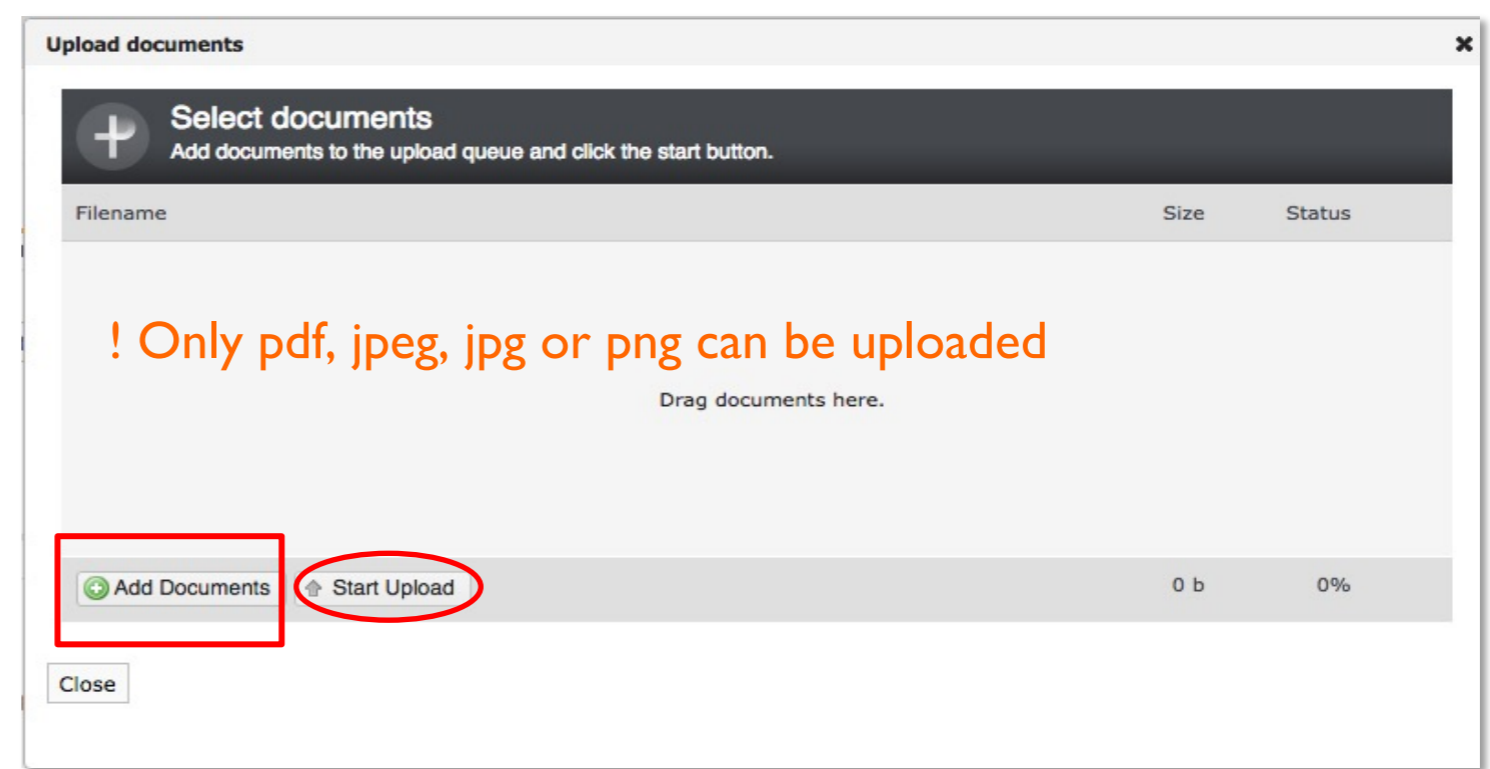 Upload documents
Select documents
Add documents to the upload queue and click the start button.
Filename Size Status
! Only pdf, jpeg, jpg or png can be uploaded
Drag documents here.
Add Documents Start Upload 0 b 0%
Close